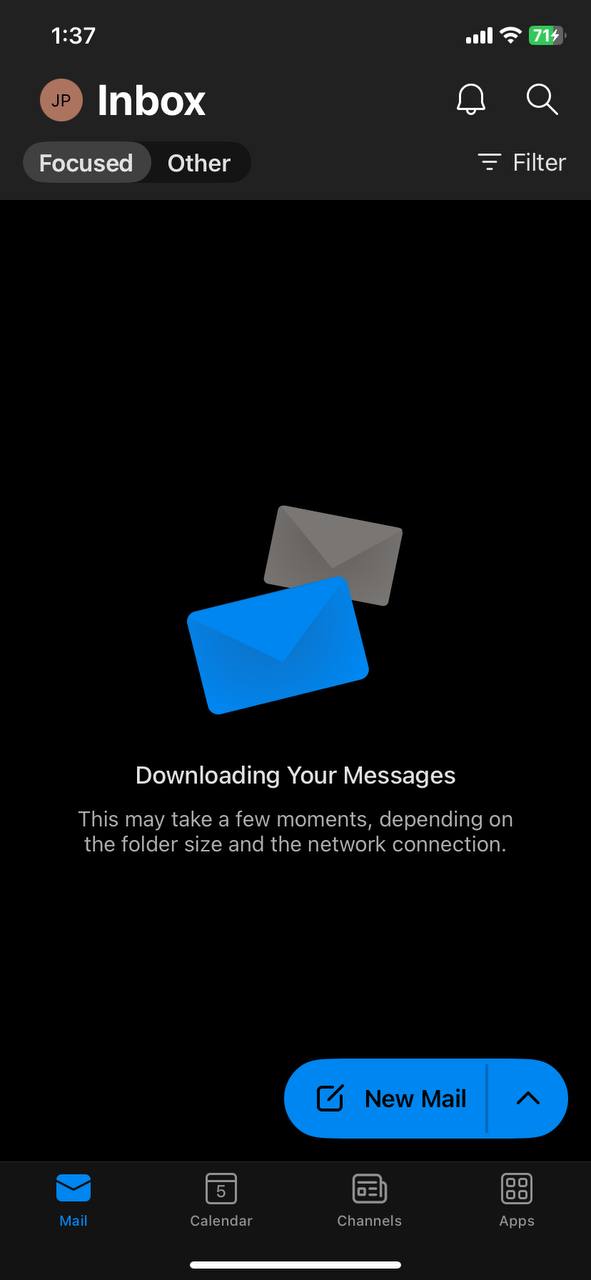 1:37
71
JP Inbox
Focused Other Filter
Downloading Your Messages
This may take a few moments, depending on
the folder size and the network connection.
New Mail
5
Mail Calendar Channels Apps